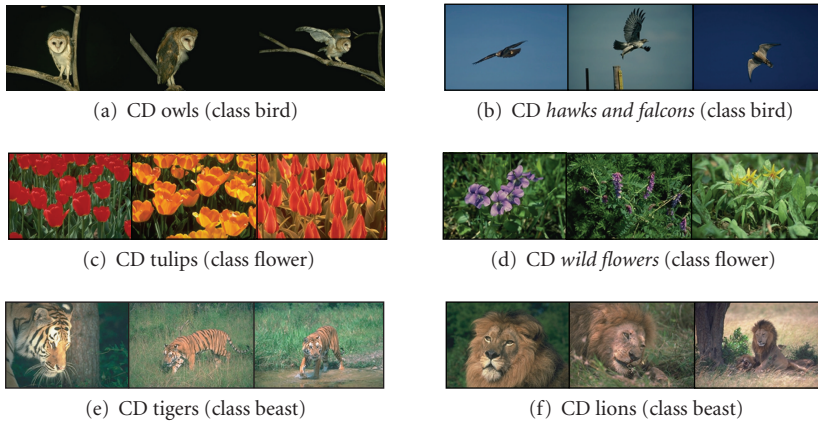 (a) CD owls (class bird)
(b) CD hawks and falcons (class bird)
(c) CD tulips (class flower)
(d) CD wild flowers (class flower)
(e) CD tigers (class beast)
(f) CD lions (class beast)